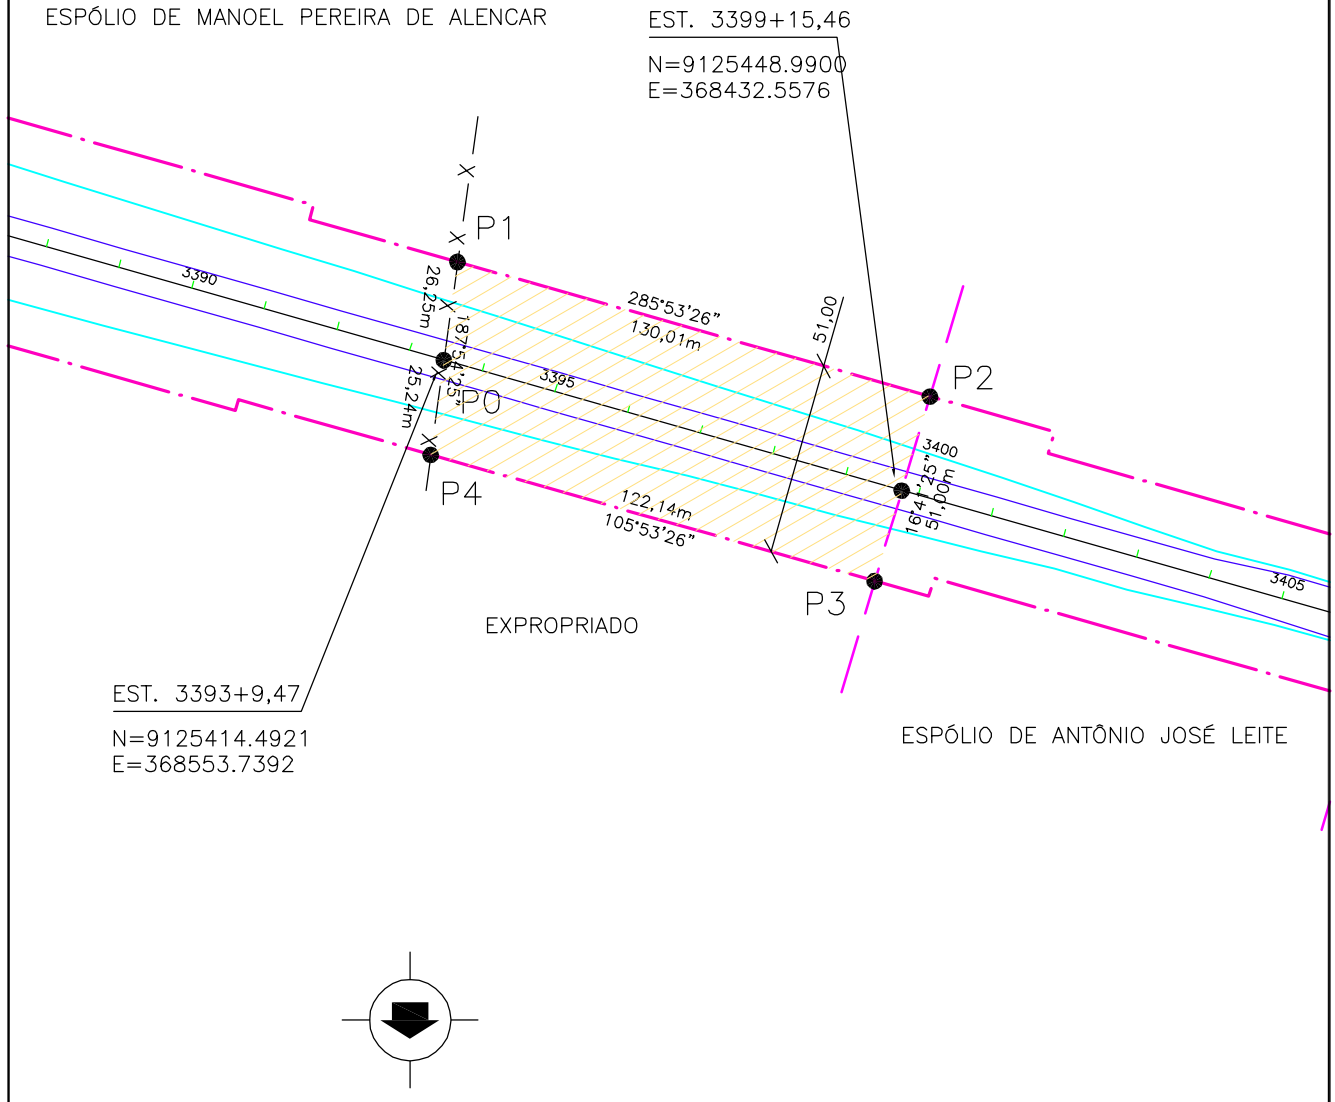 ESPÓLIO DE MANOEL PEREIRA DE ALENCAR
EST. 3399+15,46
N=9125448.9900
E=368432.5576
P1
3390
26,25m
187°54'25"
285°53'26"
130,01m
51,00
3395
P2
25,24m
P0
3400
16°4'
25"
51,00m
P4
122,14m
105°53'26"
3405
P3
EXPROPRIADO
EST. 3393+9,47
N=9125414.4921
E=368553.7392
ESPÓLIO DE ANTÔNIO JOSÉ LEITE